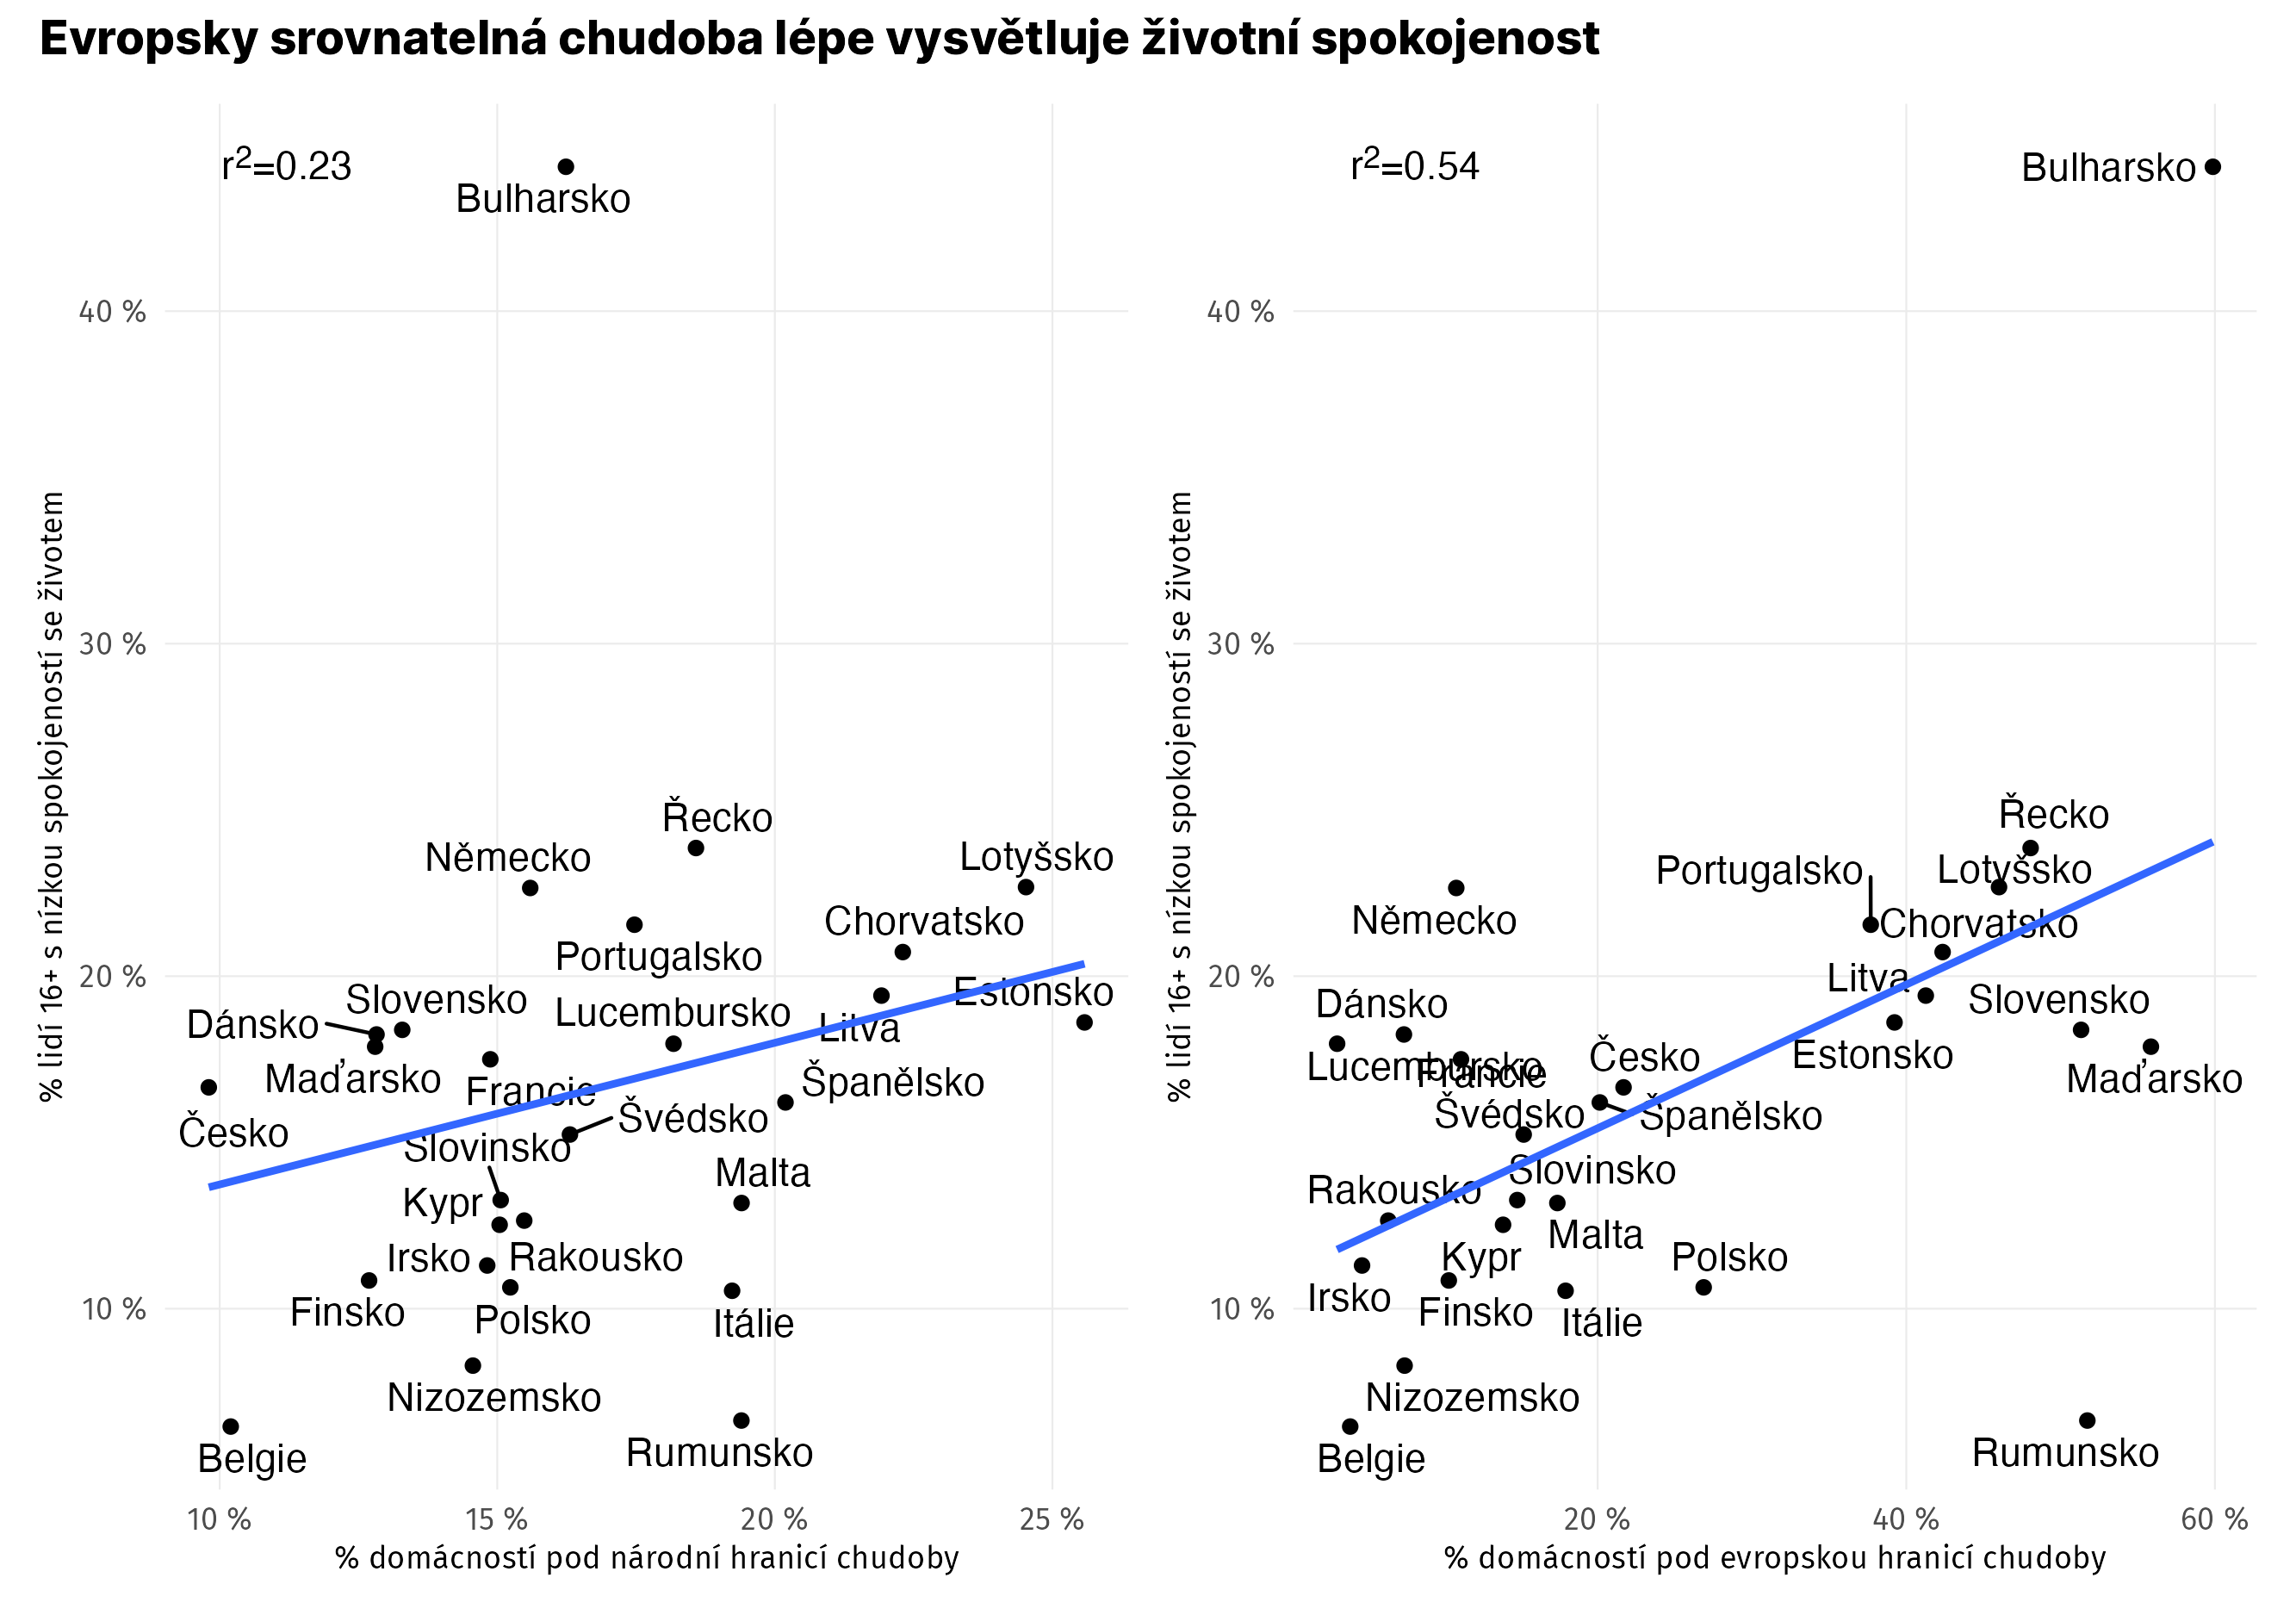 Evropsky srovnatelná chudoba lépe vysvětluje životní spokojenost
r²=0.23
Bulharsko
40 %
30 %
20 %
10 %
% lidí 16+ s nízkou spokojeností se životem
Řecko
Německo
Lotyšsko
Chorvatsko
Portugalsko
Estonsko
Slovensko
Lucembursko
Dánsko
Litva
Maďarsko
Francie
Španělsko
Švédsko
Česko
Slovinsko
Malta
Kypr
Irsko
Rakousko
Finsko
Polsko
Itálie
Nizozemsko
Rumunsko
Belgie
10 %
15 %
20 %
25 %
% domácností pod národní hranicí chudoby
r²=0.54
Bulharsko
40 %
30 %
20 %
10 %
% lidí 16+ s nízkou spokojeností se životem
Řecko
Portugalsko
Lotyšsko
Německo
Chorvatsko
Litva
Dánsko
Slovensko
Lucembursko
Francie
Česko
Estonsko
Maďarsko
Švédsko
Španělsko
Rakousko
Slovinsko
Malta
Kypr
Polsko
Irsko
Finsko
Itálie
Nizozemsko
Belgie
Rumunsko
20 %
40 %
60 %
% domácností pod evropskou hranicí chudoby